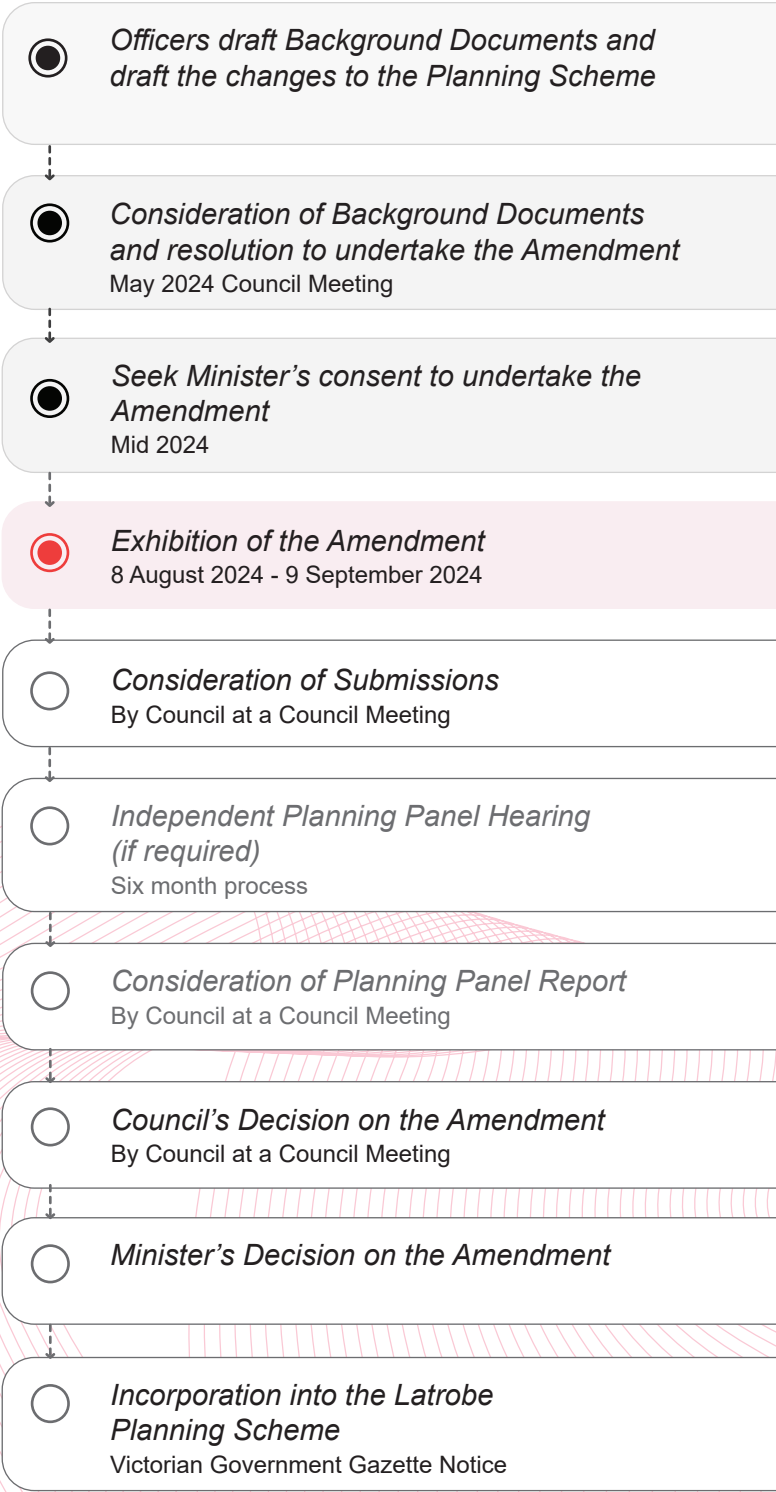 Officers draft Background Documents and
draft the changes to the Planning Scheme
Consideration of Background Documents
and resolution to undertake the Amendment
May 2024 Council Meeting
Seek Minister’s consent to undertake the
Amendment
Mid 2024
Exhibition of the Amendment
8 August 2024 - 9 September 2024
Consideration of Submissions
By Council at a Council Meeting
Independent Planning Panel Hearing
(if required)
Six month process
Consideration of Planning Panel Report
By Council at a Council Meeting
Council’s Decision on the Amendment
By Council at a Council Meeting
Minister’s Decision on the Amendment
Incorporation into the Latrobe
Planning Scheme
Victorian Government Gazette Notice